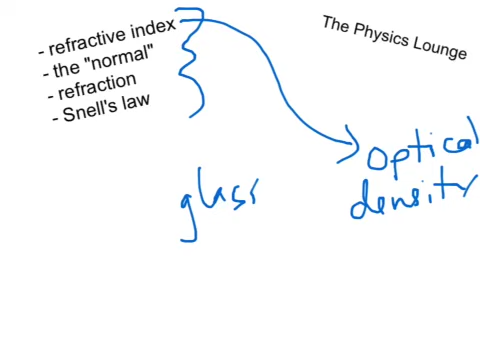 The Physics Lounge
- refractive index
- the "normal"
- refraction
- Snell's law
optical
density
glass